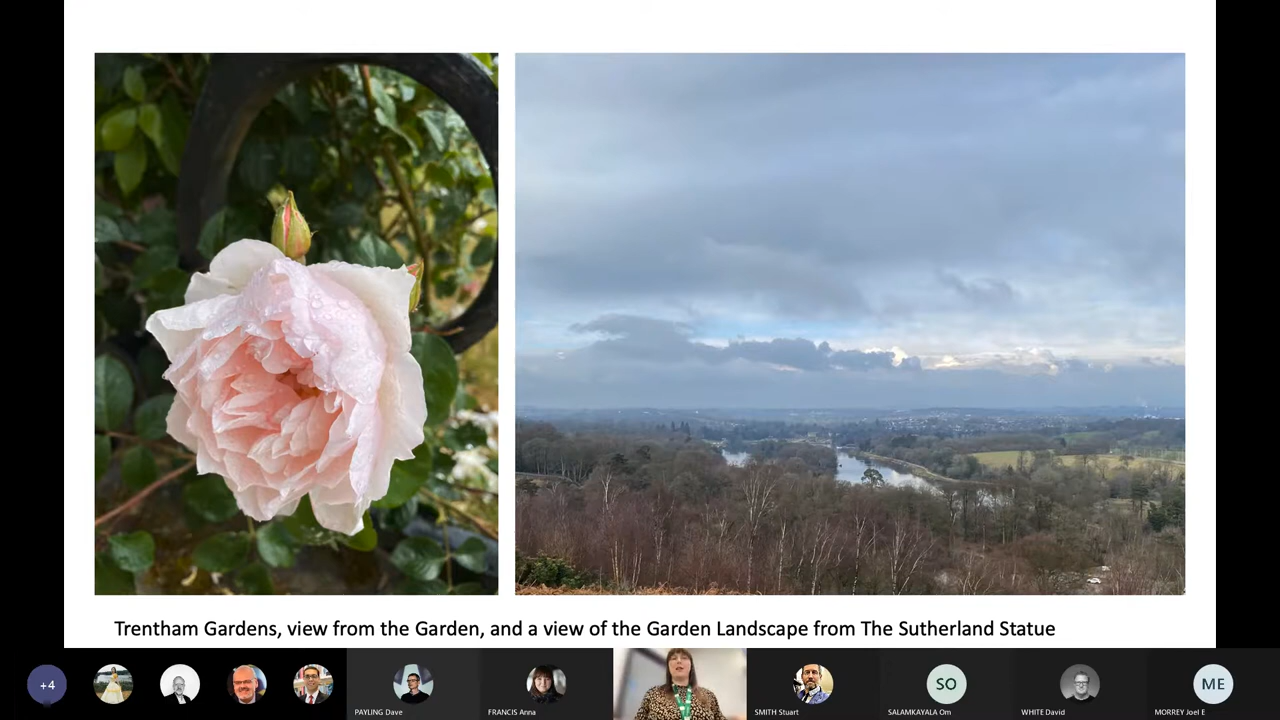 Trentham Gardens, view from the Garden, and a view of the Garden Landscape from The Sutherland Statue
+4
PAYLING Dave
FRANCIS Anna
SMITH Stuart
SO
SALAMKAYALA Om
WHITE David
ME
MORREY Joel E